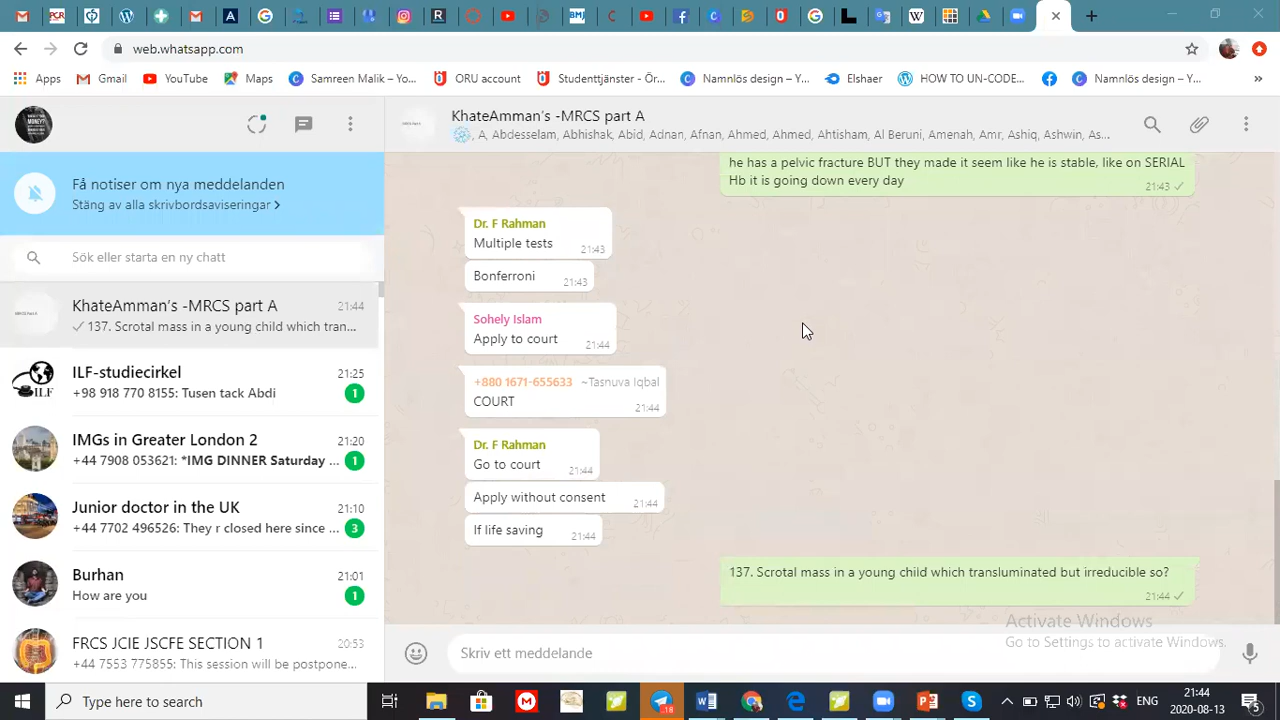 web.whatsapp.com
Apps Gmail YouTube Maps Samreen Malik – Yo... ORU account Studenttjänster - Ör... Namnlös design – Y... Elshaer HOW TO UN-CODE... Namnlös design – Y... »
Få notiser om nya meddelanden
Stäng av alla skrivbordsaviseringar >
Sök eller starta en ny chatt
KhateAmman's -MRCS part A 21:44
137. Scrotal mass in a young child which tran...
ILF-studiecirkel 21:25
+98 918 770 8155: Tusen tack Abdi 1
IMGs in Greater London 2 21:20
+44 7908 053621: *IMG DINNER Saturday ... 1
Junior doctor in the UK 21:10
+44 7702 496526: They r closed here since ... 3
Burhan 21:01
How are you 1
FRCS JCIE JSCFE SECTION 1 20:53
+44 7553 775855: This session will be postpone...
KhateAmman's -MRCS part A
, A, Abdesselam, Abhishak, Abid, Adnan, Afnan, Ahmed, Ahmed, Ahtisham, Al Beruni, Amenah, Amr, Ashiq, Ashwin, As...
he has a pelvic fracture BUT they made it seem like he is stable, like on SERIAL
Hb it is going down every day
21:43
Dr. F Rahman
Multiple tests 21:43
Bonferroni 21:43
Sohely Islam
Apply to court 21:44
+880 1671-655633 ~Tasnuva Iqbal
COURT 21:44
Dr. F Rahman
Go to court 21:44
Apply without consent 21:44
If life saving 21:44
137. Scrotal mass in a young child which transluminated but irreducible so?
21:44
Activate Windows
Go to Settings to activate Windows.
Skriv ett meddelande
Type here to search
18
ENG
21:44
2020-08-13
5